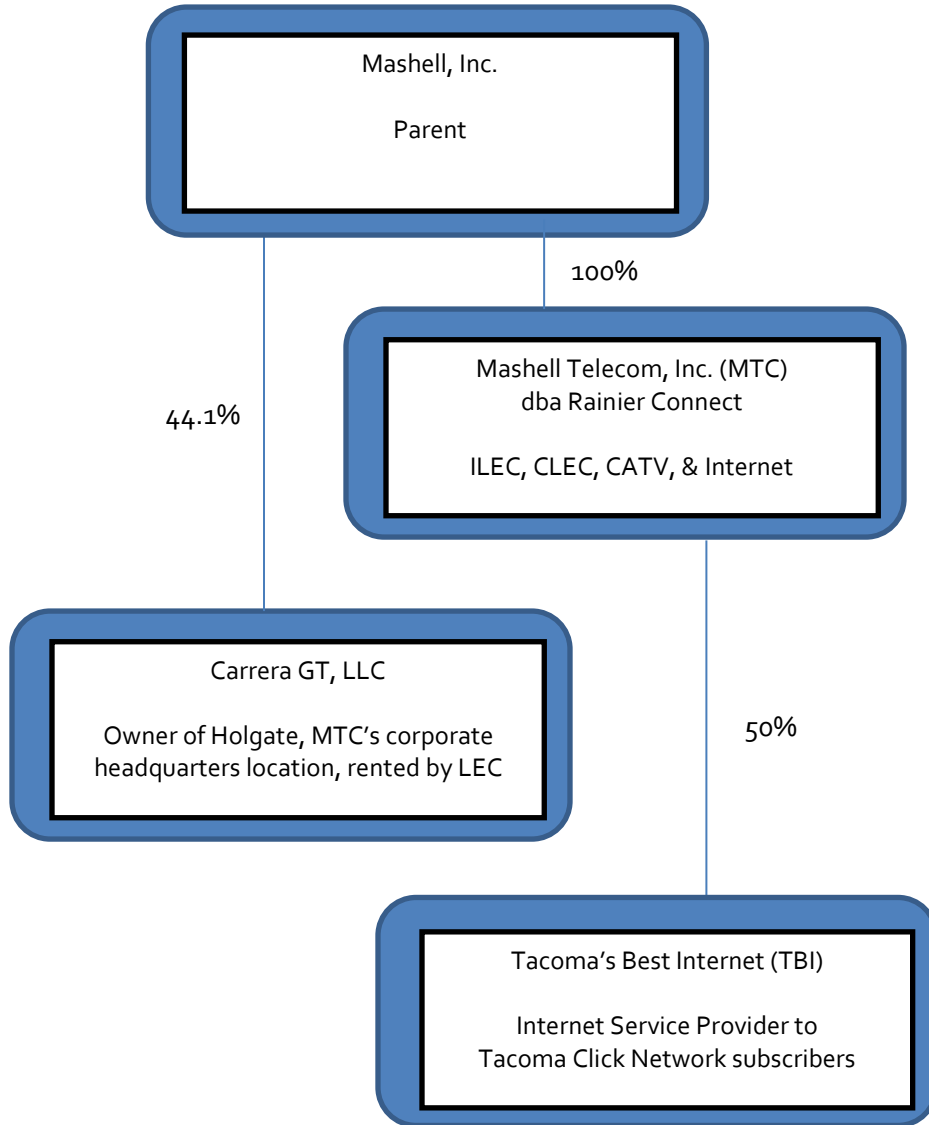 Mashell, Inc.
Parent
100%
Mashell Telecom, Inc. (MTC)
dba Rainier Connect
ILEC, CLEC, CATV, & Internet
44.1%
Carrera GT, LLC
Owner of Holgate, MTC’s corporate
headquarters location, rented by LEC
50%
Tacoma’s Best Internet (TBI)
Internet Service Provider to
Tacoma Click Network subscribers